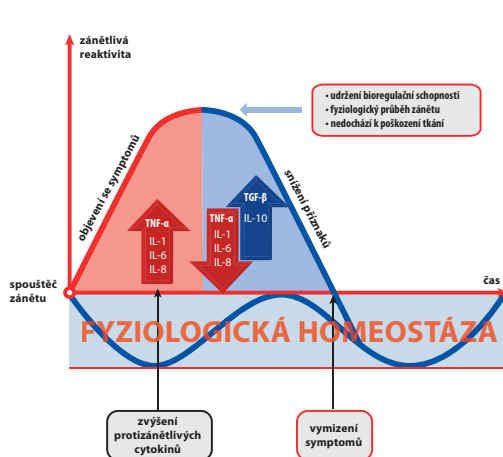 zánětlivá
reaktivita
• udržení bioregulační schopnosti
• fyziologický průběh zánětu
• nedochází k poškození tkání
objevení se symptomů
snížení příznaků
TNF-α
IL-1
IL-6
IL-8
TNF-α
IL-1
IL-6
IL-8
TGF-β
IL-10
spouštěč
zánětu
čas
FYZIOLOGICKÁ HOMEOSTÁZA
zvýšení
protizánětlivých
cytokinů
vymizení
symptomů